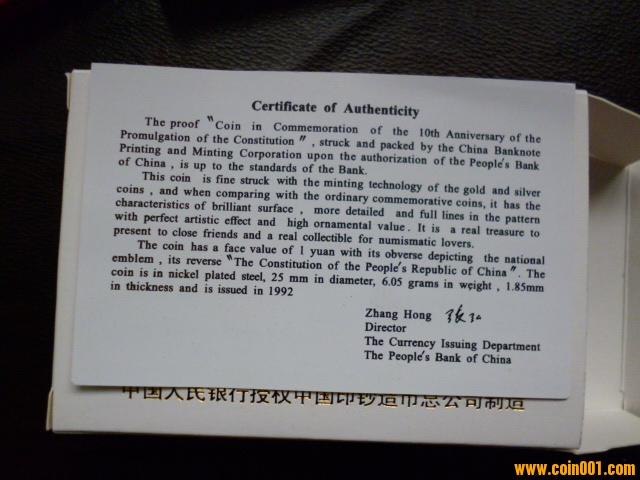 Certificate of Authenticity
The proof "Coin in Commemoration of the 10th Anniversary of the
Promulgation of the Constitution" , struck and packed by the China Banknote
Printing and Minting Corporation upon the authorization of the People's Bank
of China , is up to the standards of the Bank.
This coin is fine struck with the minting technology of the gold and silver
coins , and when comparing with the ordinary commemorative coins, it has the
characteristics of brilliant surface , more detailed and full lines in the pattern
with perfect artistic effect and high ornamental value . It is a real treasure to
present to close friends and a real collectible for numismatic lovers.
The coin has a face value of 1 yuan with its obverse depicting the national
emblem , its reverse "The Constitution of the People's Republic of China". The
coin is in nickel plated steel, 25 mm in diameter, 6.05 grams in weight , 1.85mm
in thickness and is issued in 1992
Zhang Hong 张弘
Director
The Currency Issuing Department
The People's Bank of China
中国人民银行授权中国印钞造币总公司制造
www.coin001.com